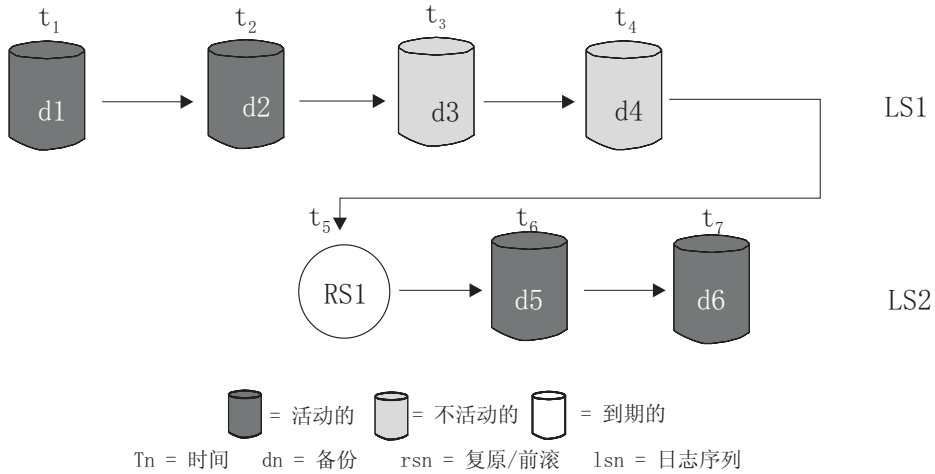 t1 t2 t3 t4
d1 d2 d3 d4 LS1
t5 t6 t7
RS1 d5 d6 LS2
= 活动的 = 不活动的 = 到期的
Tn = 时间 dn = 备份 rsn = 复原/前滚 lsn = 日志序列